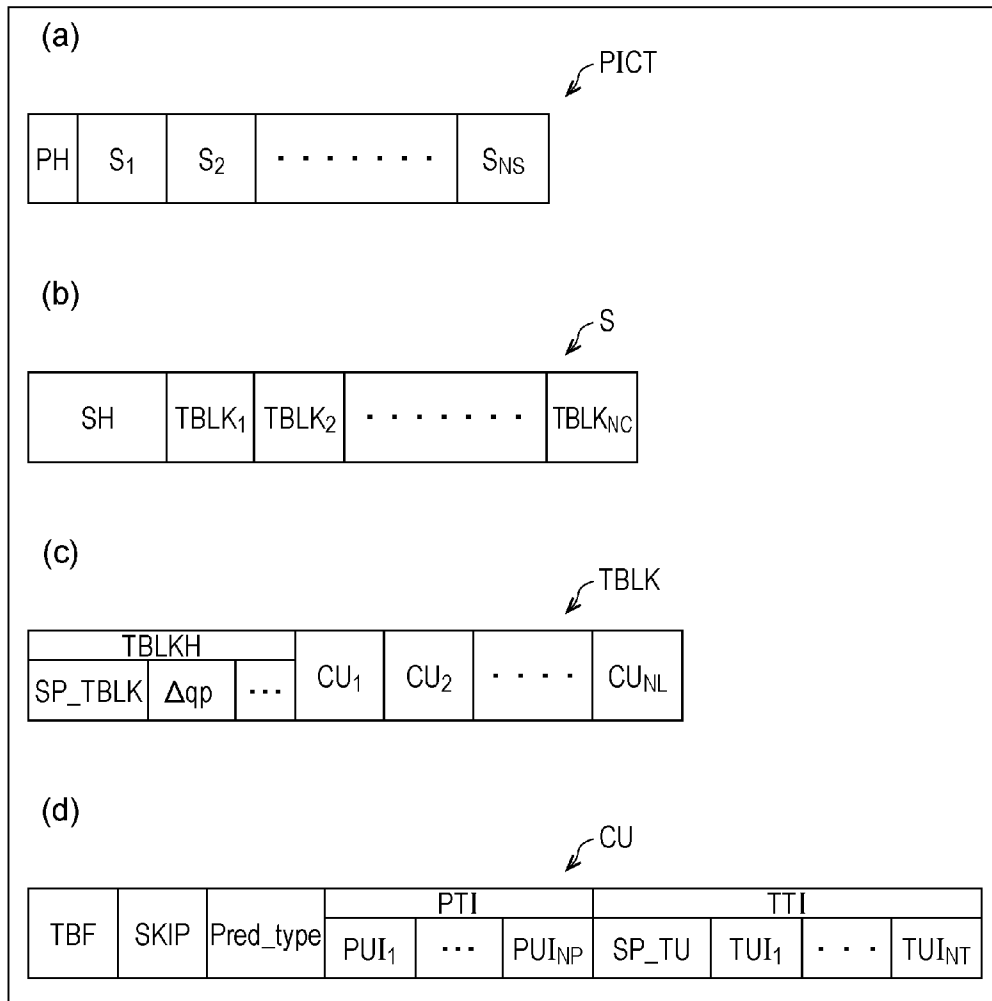 (a)
PICT
PH S1 S2 ······· SNS
(b)
S
SH TBLK1 TBLK2 ······· TBLKNC
(c)
TBLK
TBLKH
SP_TBLK Δqp ··· CU1 CU2 ···· CUNL
(d)
CU
PTI TTI
TBF SKIP Pred_type PUI1 ··· PUINP SP_TU TUI1 ··· TUINT